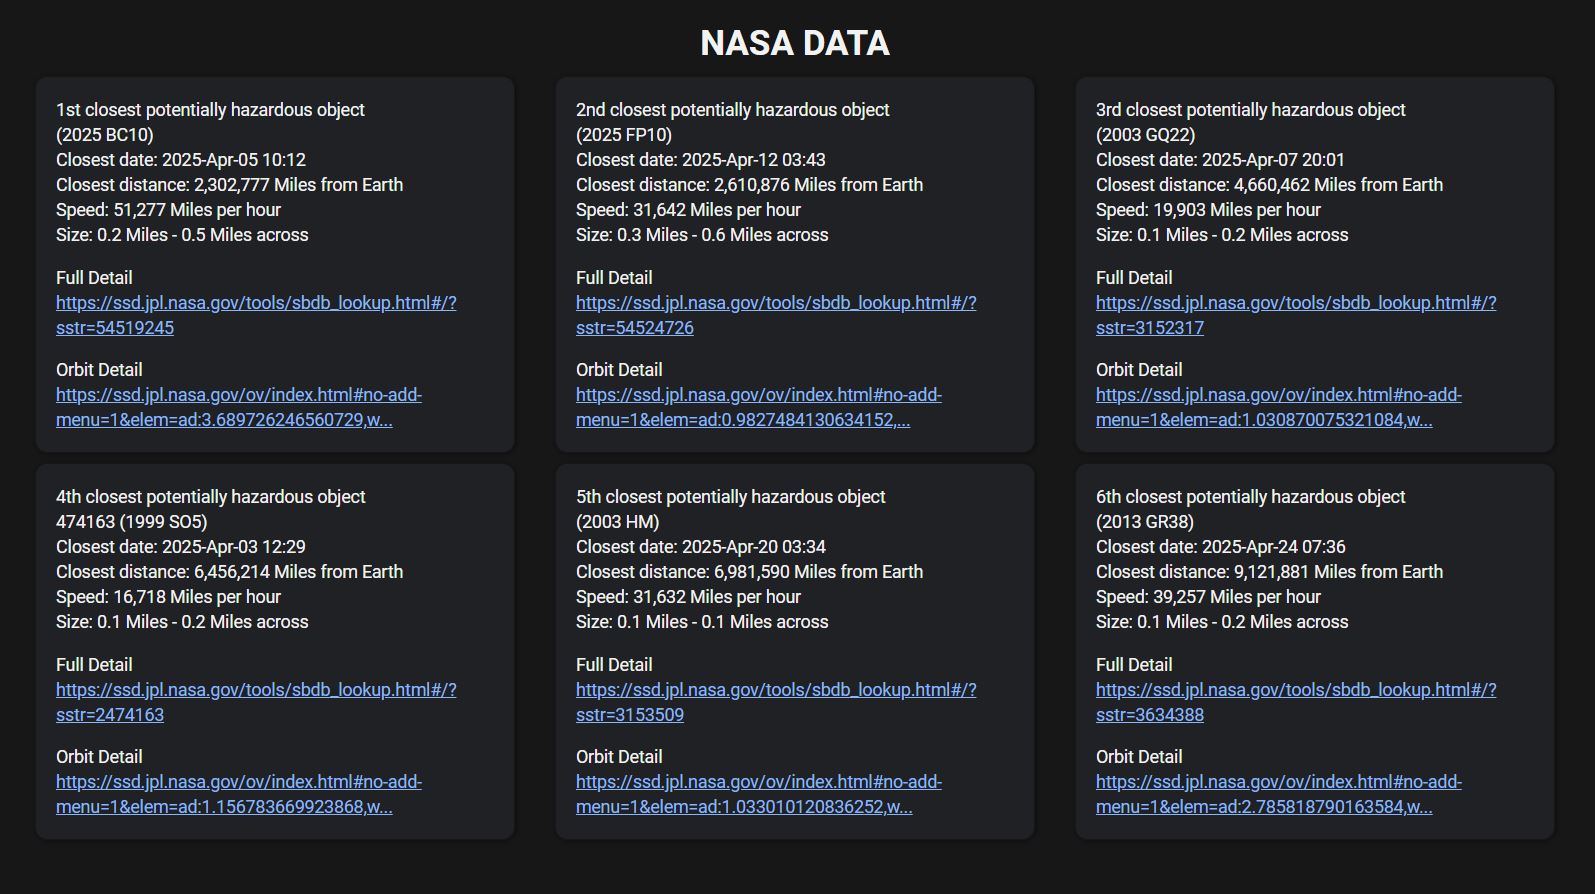 NASA DATA
1st closest potentially hazardous object
(2025 BC10)
Closest date: 2025-Apr-05 10:12
Closest distance: 2,302,777 Miles from Earth
Speed: 51,277 Miles per hour
Size: 0.2 Miles - 0.5 Miles across
Full Detail
https://ssd.jpl.nasa.gov/tools/sbdb_lookup.html#/?
sstr=54519245
Orbit Detail
https://ssd.jpl.nasa.gov/ov/index.html#no-add-
menu=1&elem=ad:3.689726246560729,w...
2nd closest potentially hazardous object
(2025 FP10)
Closest date: 2025-Apr-12 03:43
Closest distance: 2,610,876 Miles from Earth
Speed: 31,642 Miles per hour
Size: 0.3 Miles - 0.6 Miles across
Full Detail
https://ssd.jpl.nasa.gov/tools/sbdb_lookup.html#/?
sstr=54524726
Orbit Detail
https://ssd.jpl.nasa.gov/ov/index.html#no-add-
menu=1&elem=ad:0.9827484130634152,...
3rd closest potentially hazardous object
(2003 GQ22)
Closest date: 2025-Apr-07 20:01
Closest distance: 4,660,462 Miles from Earth
Speed: 19,903 Miles per hour
Size: 0.1 Miles - 0.2 Miles across
Full Detail
https://ssd.jpl.nasa.gov/tools/sbdb_lookup.html#/?
sstr=3152317
Orbit Detail
https://ssd.jpl.nasa.gov/ov/index.html#no-add-
menu=1&elem=ad:1.030870075321084,w...
4th closest potentially hazardous object
474163 (1999 SO5)
Closest date: 2025-Apr-03 12:29
Closest distance: 6,456,214 Miles from Earth
Speed: 16,718 Miles per hour
Size: 0.1 Miles - 0.2 Miles across
Full Detail
https://ssd.jpl.nasa.gov/tools/sbdb_lookup.html#/?
sstr=2474163
Orbit Detail
https://ssd.jpl.nasa.gov/ov/index.html#no-add-
menu=1&elem=ad:1.156783669923868,w...
5th closest potentially hazardous object
(2003 HM)
Closest date: 2025-Apr-20 03:34
Closest distance: 6,981,590 Miles from Earth
Speed: 31,632 Miles per hour
Size: 0.1 Miles - 0.1 Miles across
Full Detail
https://ssd.jpl.nasa.gov/tools/sbdb_lookup.html#/?
sstr=3153509
Orbit Detail
https://ssd.jpl.nasa.gov/ov/index.html#no-add-
menu=1&elem=ad:1.033010120836252,w...
6th closest potentially hazardous object
(2013 GR38)
Closest date: 2025-Apr-24 07:36
Closest distance: 9,121,881 Miles from Earth
Speed: 39,257 Miles per hour
Size: 0.1 Miles - 0.2 Miles across
Full Detail
https://ssd.jpl.nasa.gov/tools/sbdb_lookup.html#/?
sstr=3634388
Orbit Detail
https://ssd.jpl.nasa.gov/ov/index.html#no-add-
menu=1&elem=ad:2.785818790163584,w...